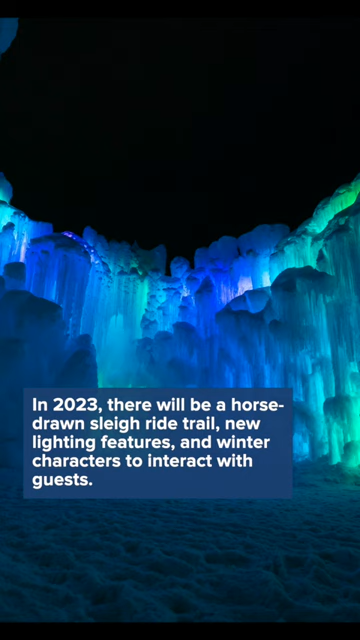 In 2023, there will be a horse-
drawn sleigh ride trail, new
lighting features, and winter
characters to interact with
guests.